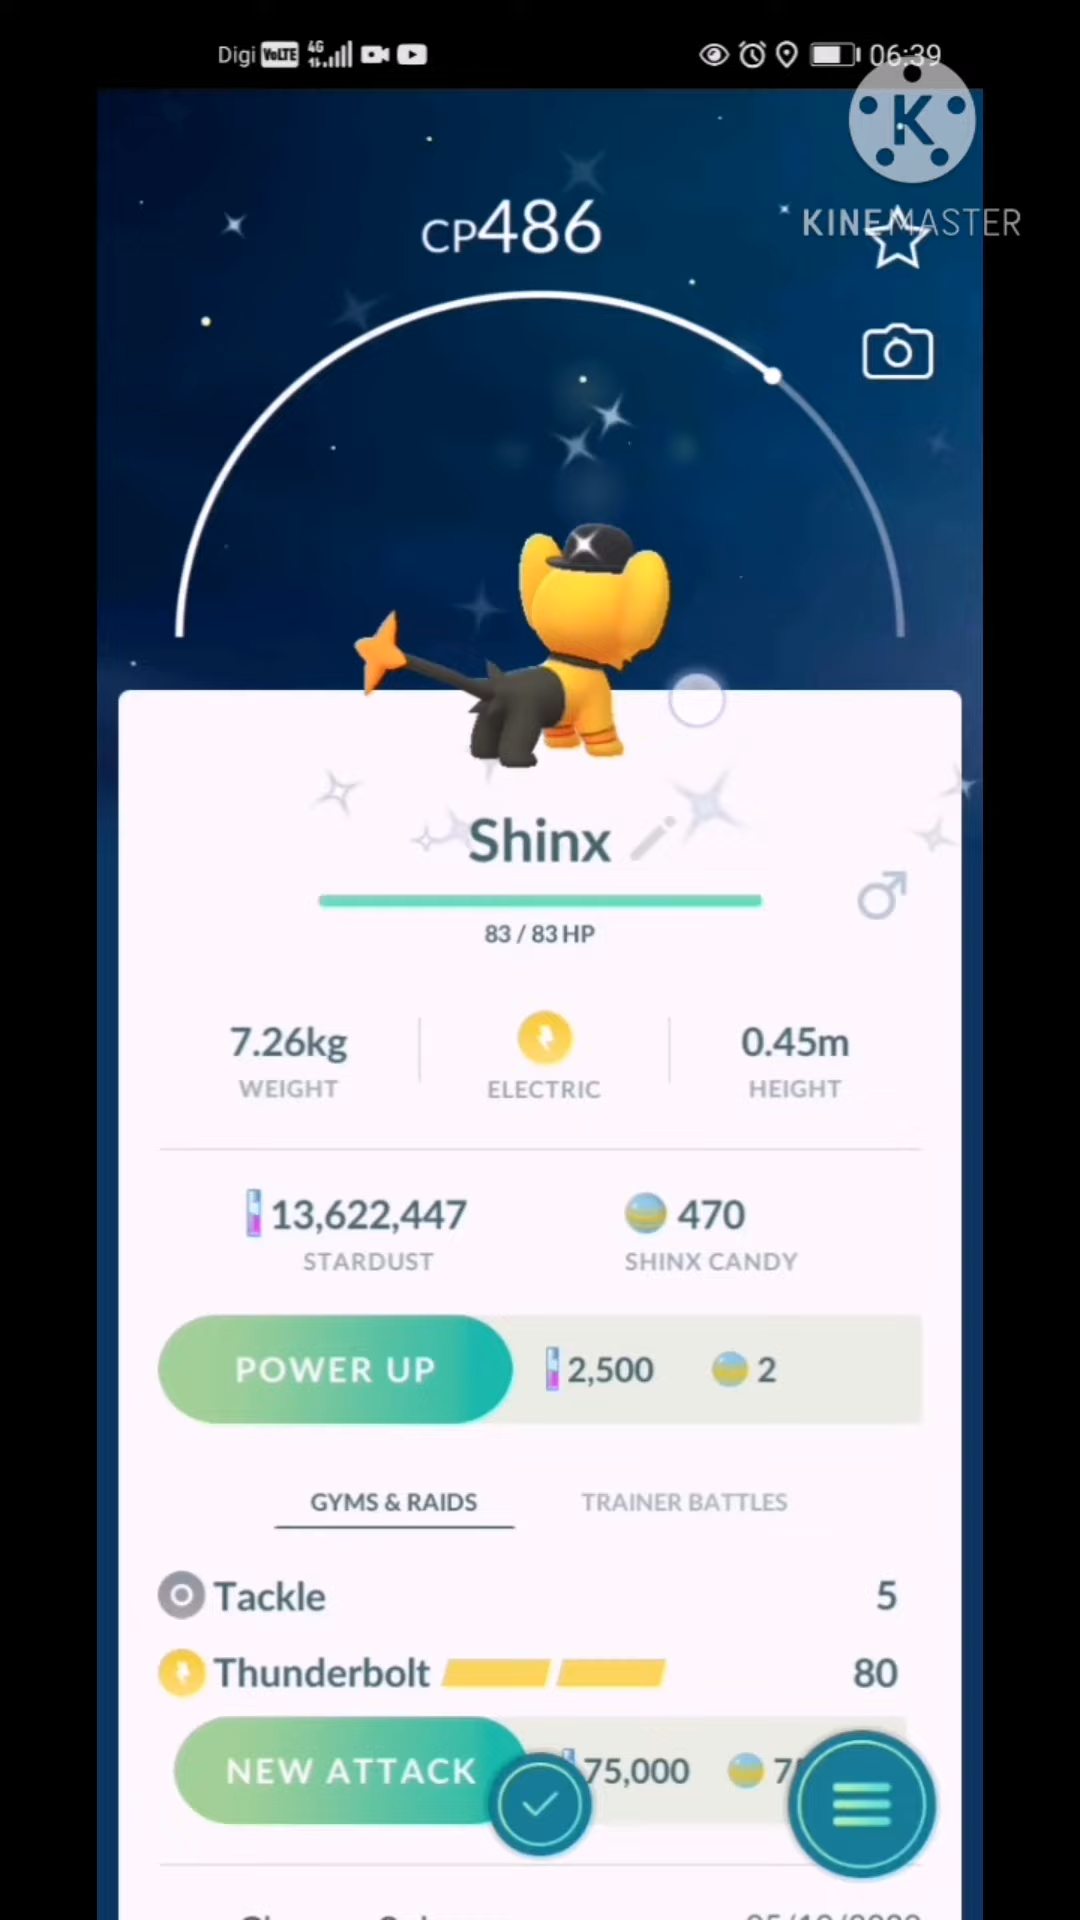 Digi VoLTE 4G 06:39
K
KINEMASTER
CP486
Shinx
83 / 83 HP
7.26kg
WEIGHT
ELECTRIC
0.45m
HEIGHT
13,622,447
STARDUST
470
SHINX CANDY
POWER UP 2,500 2
GYMS & RAIDS TRAINER BATTLES
Tackle 5
Thunderbolt 80
NEW ATTACK 75,000